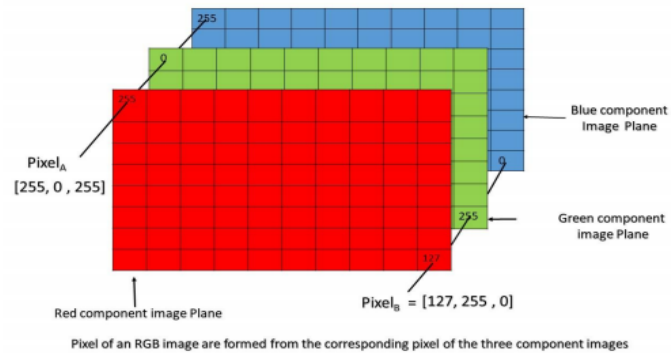 255
0
255
Blue component
Image Plane
Pixel_A
[255, 0 , 255]
0
255
Green component
image Plane
127
Pixel_B = [127, 255 , 0]
Red component image Plane
Pixel of an RGB image are formed from the corresponding pixel of the three component images